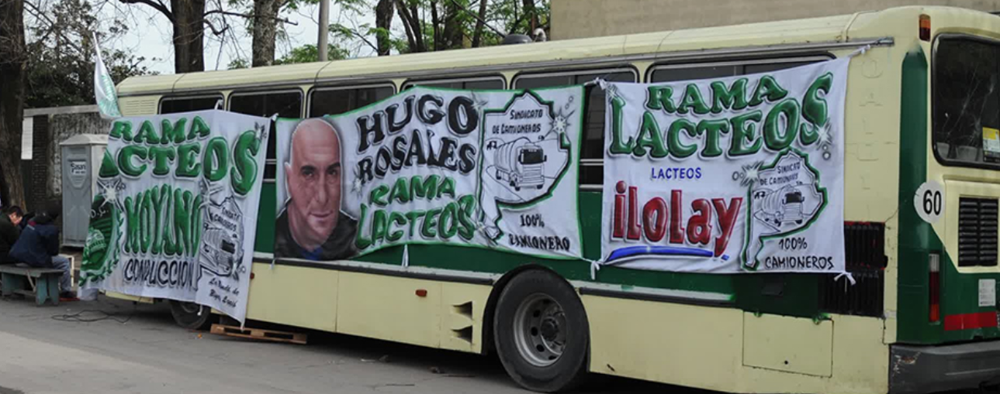 RAMA
LACTEOS
MOYANO
CONDUCCION
HUGO
ROSALES
RAMA
LACTEOS
SINDICATO
DE CAMIONEROS
100%
CAMIONERO
RAMA
LACTEOS
LACTEOS
ilolay
SINDICATO
DE CAMIONEROS
100%
CAMIONEROS
60